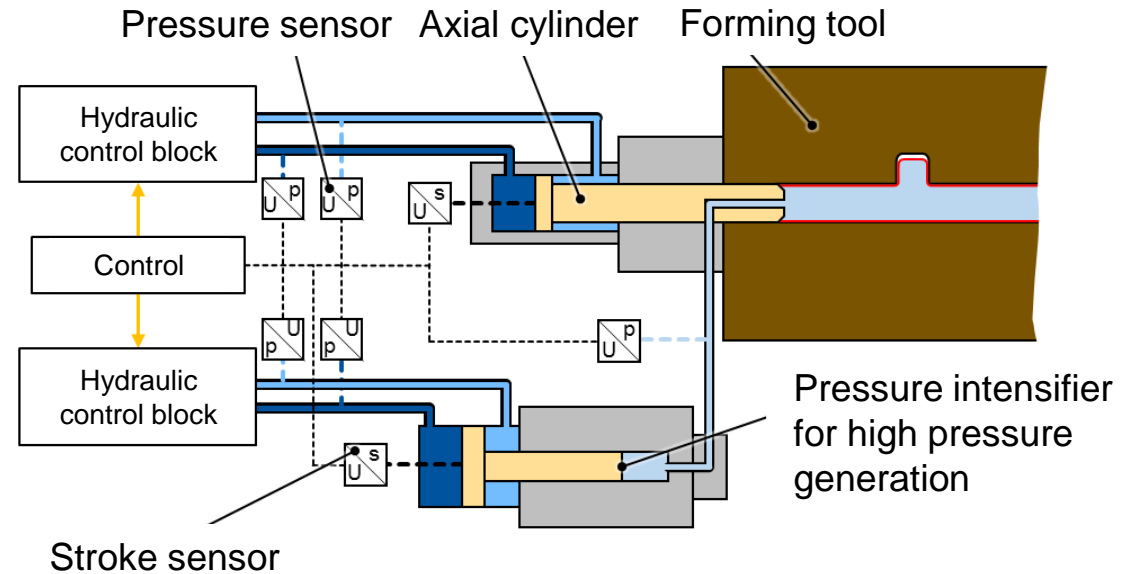 Pressure sensor Axial cylinder Forming tool
Hydraulic
control block
U p
U p
U s
Control
p U
p U
U p
Hydraulic
control block
Pressure intensifier
for high pressure
generation
U s
Stroke sensor